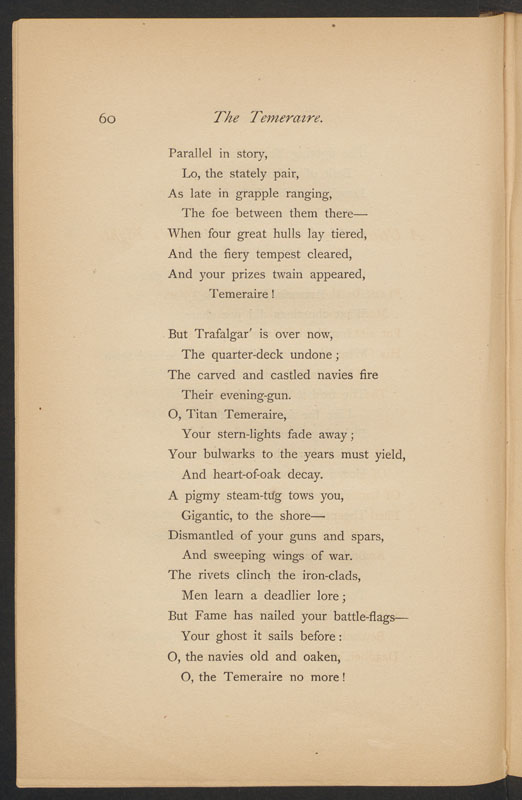 60
The Temeraire.
Parallel in story,
Lo, the stately pair,
As late in grapple ranging,
The foe between them there—
When four great hulls lay tiered,
And the fiery tempest cleared,
And your prizes twain appeared,
Temeraire!
But Trafalgar' is over now,
The quarter-deck undone;
The carved and castled navies fire
Their evening-gun.
O, Titan Temeraire,
Your stern-lights fade away;
Your bulwarks to the years must yield,
And heart-of-oak decay.
A pigmy steam-tug tows you,
Gigantic, to the shore—
Dismantled of your guns and spars,
And sweeping wings of war.
The rivets clinch the iron-clads,
Men learn a deadlier lore;
But Fame has nailed your battle-flags—
Your ghost it sails before:
O, the navies old and oaken,
O, the Temeraire no more!